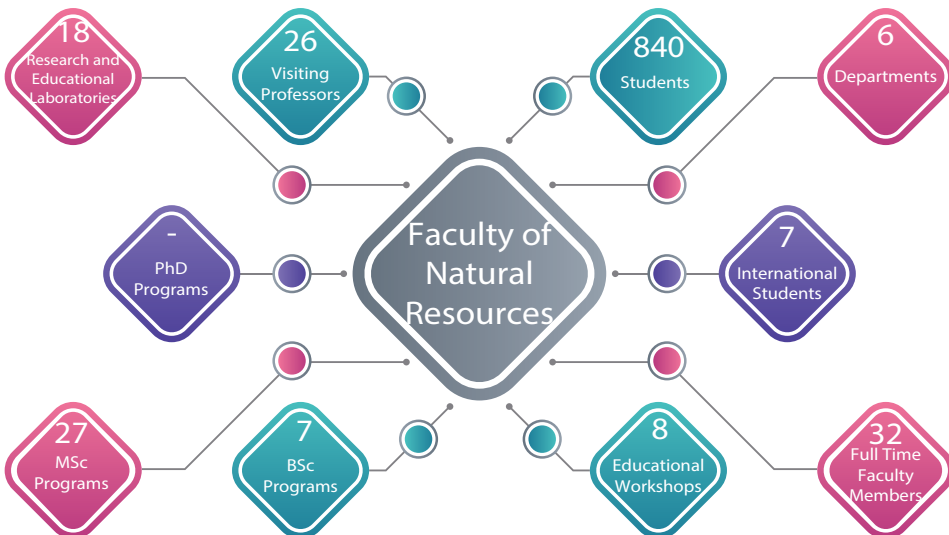 18
Research and
Educational
Laboratories
26
Visiting
Professors
840
Students
6
Departments
-
PhD
Programs
Faculty of
Natural
Resources
7
International
Students
27
MSc
Programs
7
BSc
Programs
8
Educational
Workshops
32
Full Time
Faculty
Members